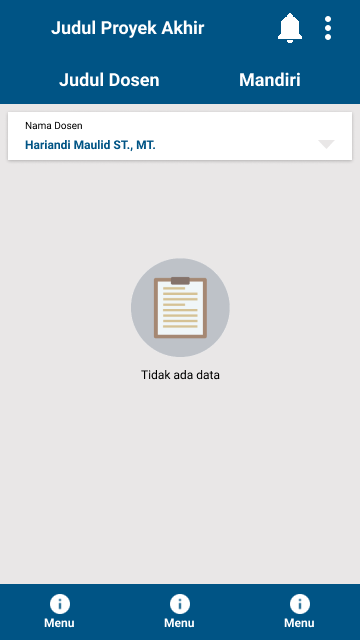 Judul Proyek Akhir
Judul Dosen Mandiri
Nama Dosen
Hariandi Maulid ST., MT.
Tidak ada data
Menu Menu Menu